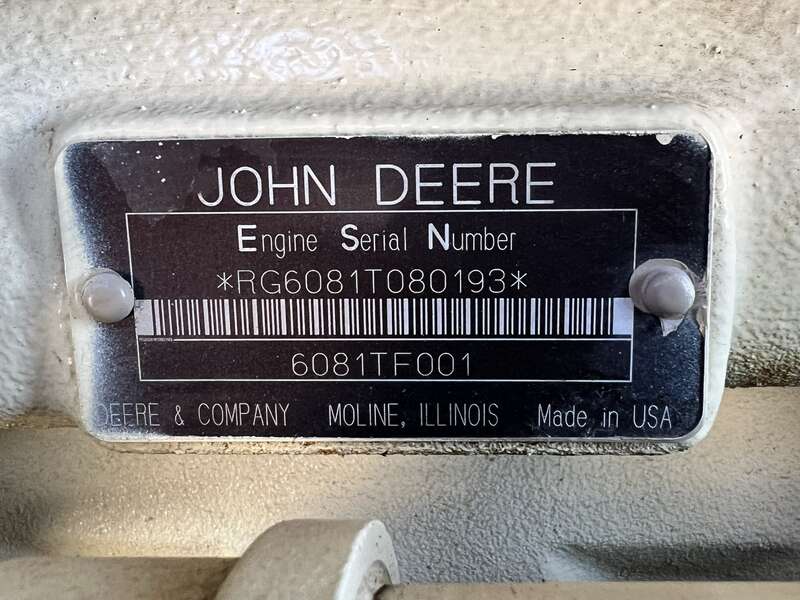 JOHN DEERE
Engine Serial Number
*RG6081T080193*
6081TF001
DEERE & COMPANY MOLINE, ILLINOIS Made in USA